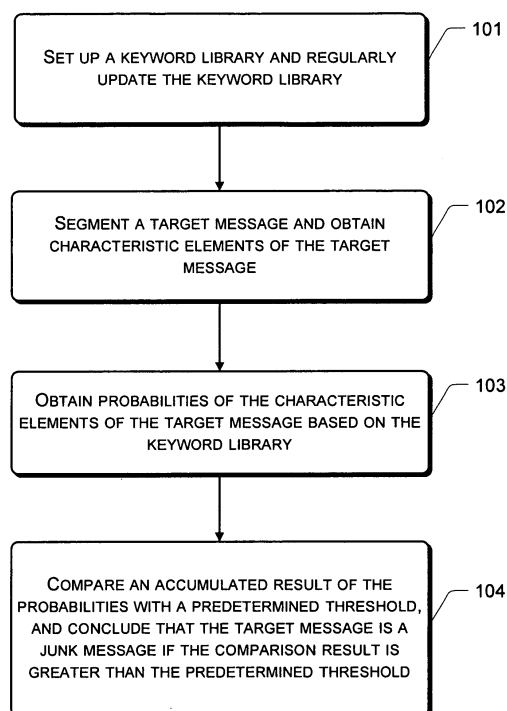 101
SET UP A KEYWORD LIBRARY AND REGULARLY
UPDATE THE KEYWORD LIBRARY
102
SEGMENT A TARGET MESSAGE AND OBTAIN
CHARACTERISTIC ELEMENTS OF THE TARGET
MESSAGE
103
OBTAIN PROBABILITIES OF THE CHARACTERISTIC
ELEMENTS OF THE TARGET MESSAGE BASED ON THE
KEYWORD LIBRARY
104
COMPARE AN ACCUMULATED RESULT OF THE
PROBABILITIES WITH A PREDETERMINED THRESHOLD,
AND CONCLUDE THAT THE TARGET MESSAGE IS A
JUNK MESSAGE IF THE COMPARISON RESULT IS
GREATER THAN THE PREDETERMINED THRESHOLD